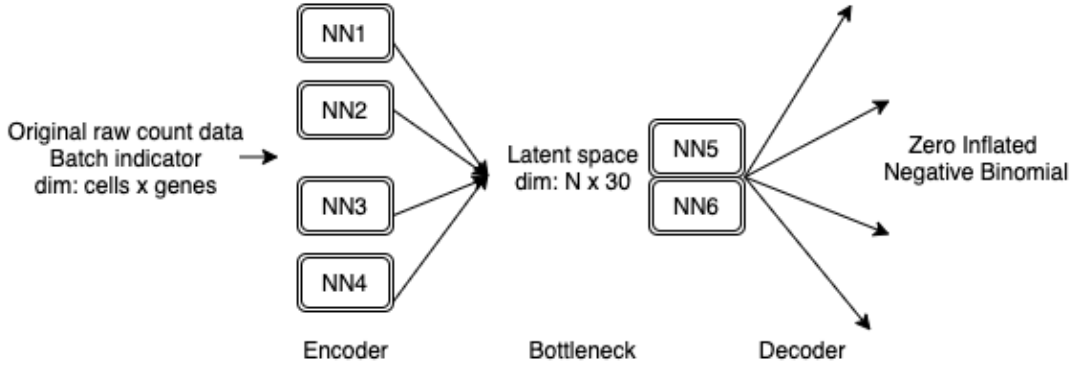 NN1
NN2
Original raw count data
Batch indicator
dim: cells x genes
NN3
NN4
Latent space
dim: N x 30
NN5
NN6
Zero Inflated
Negative Binomial
Encoder
Bottleneck
Decoder